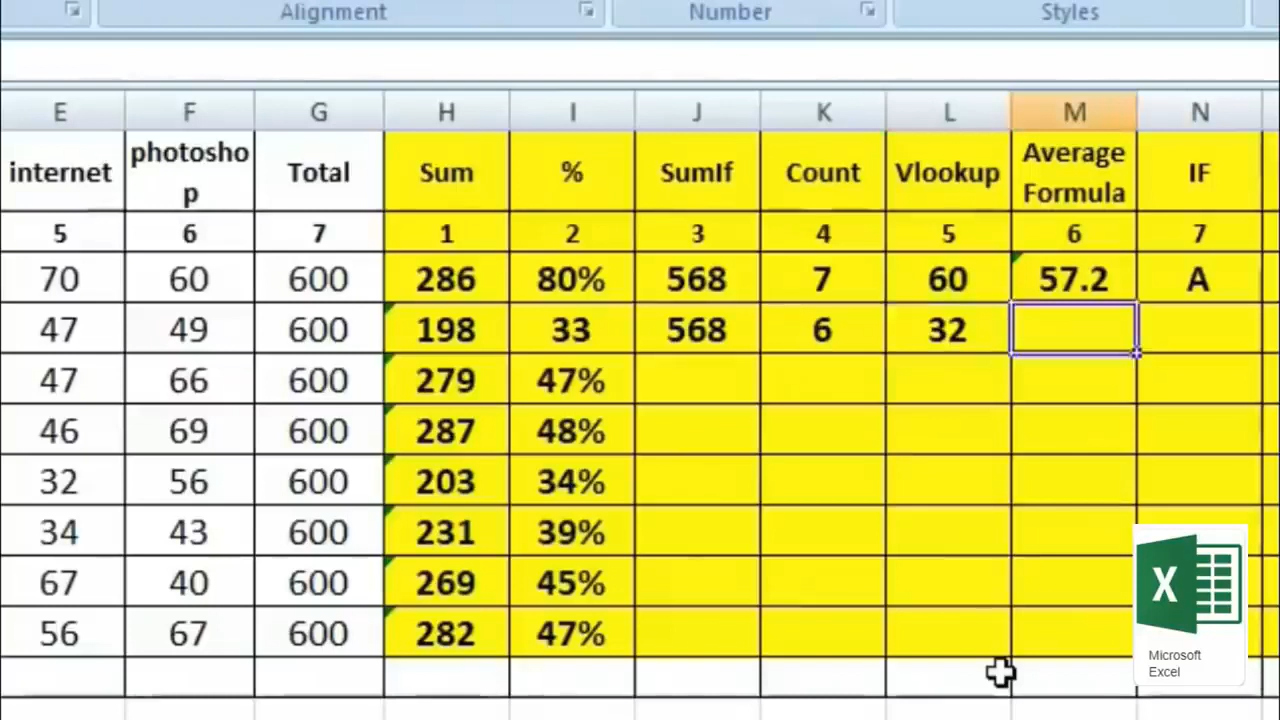 Alignment Number Styles
E F G H I J K L M N
internet photosho
p Total Sum % SumIf Count Vlookup Average
Formula IF
5 6 7 1 2 3 4 5 6 7
70 60 600 286 80% 568 7 60 57.2 A
47 49 600 198 33 568 6 32
47 66 600 279 47%
46 69 600 287 48%
32 56 600 203 34%
34 43 600 231 39%
67 40 600 269 45%
56 67 600 282 47%
X
Microsoft
Excel